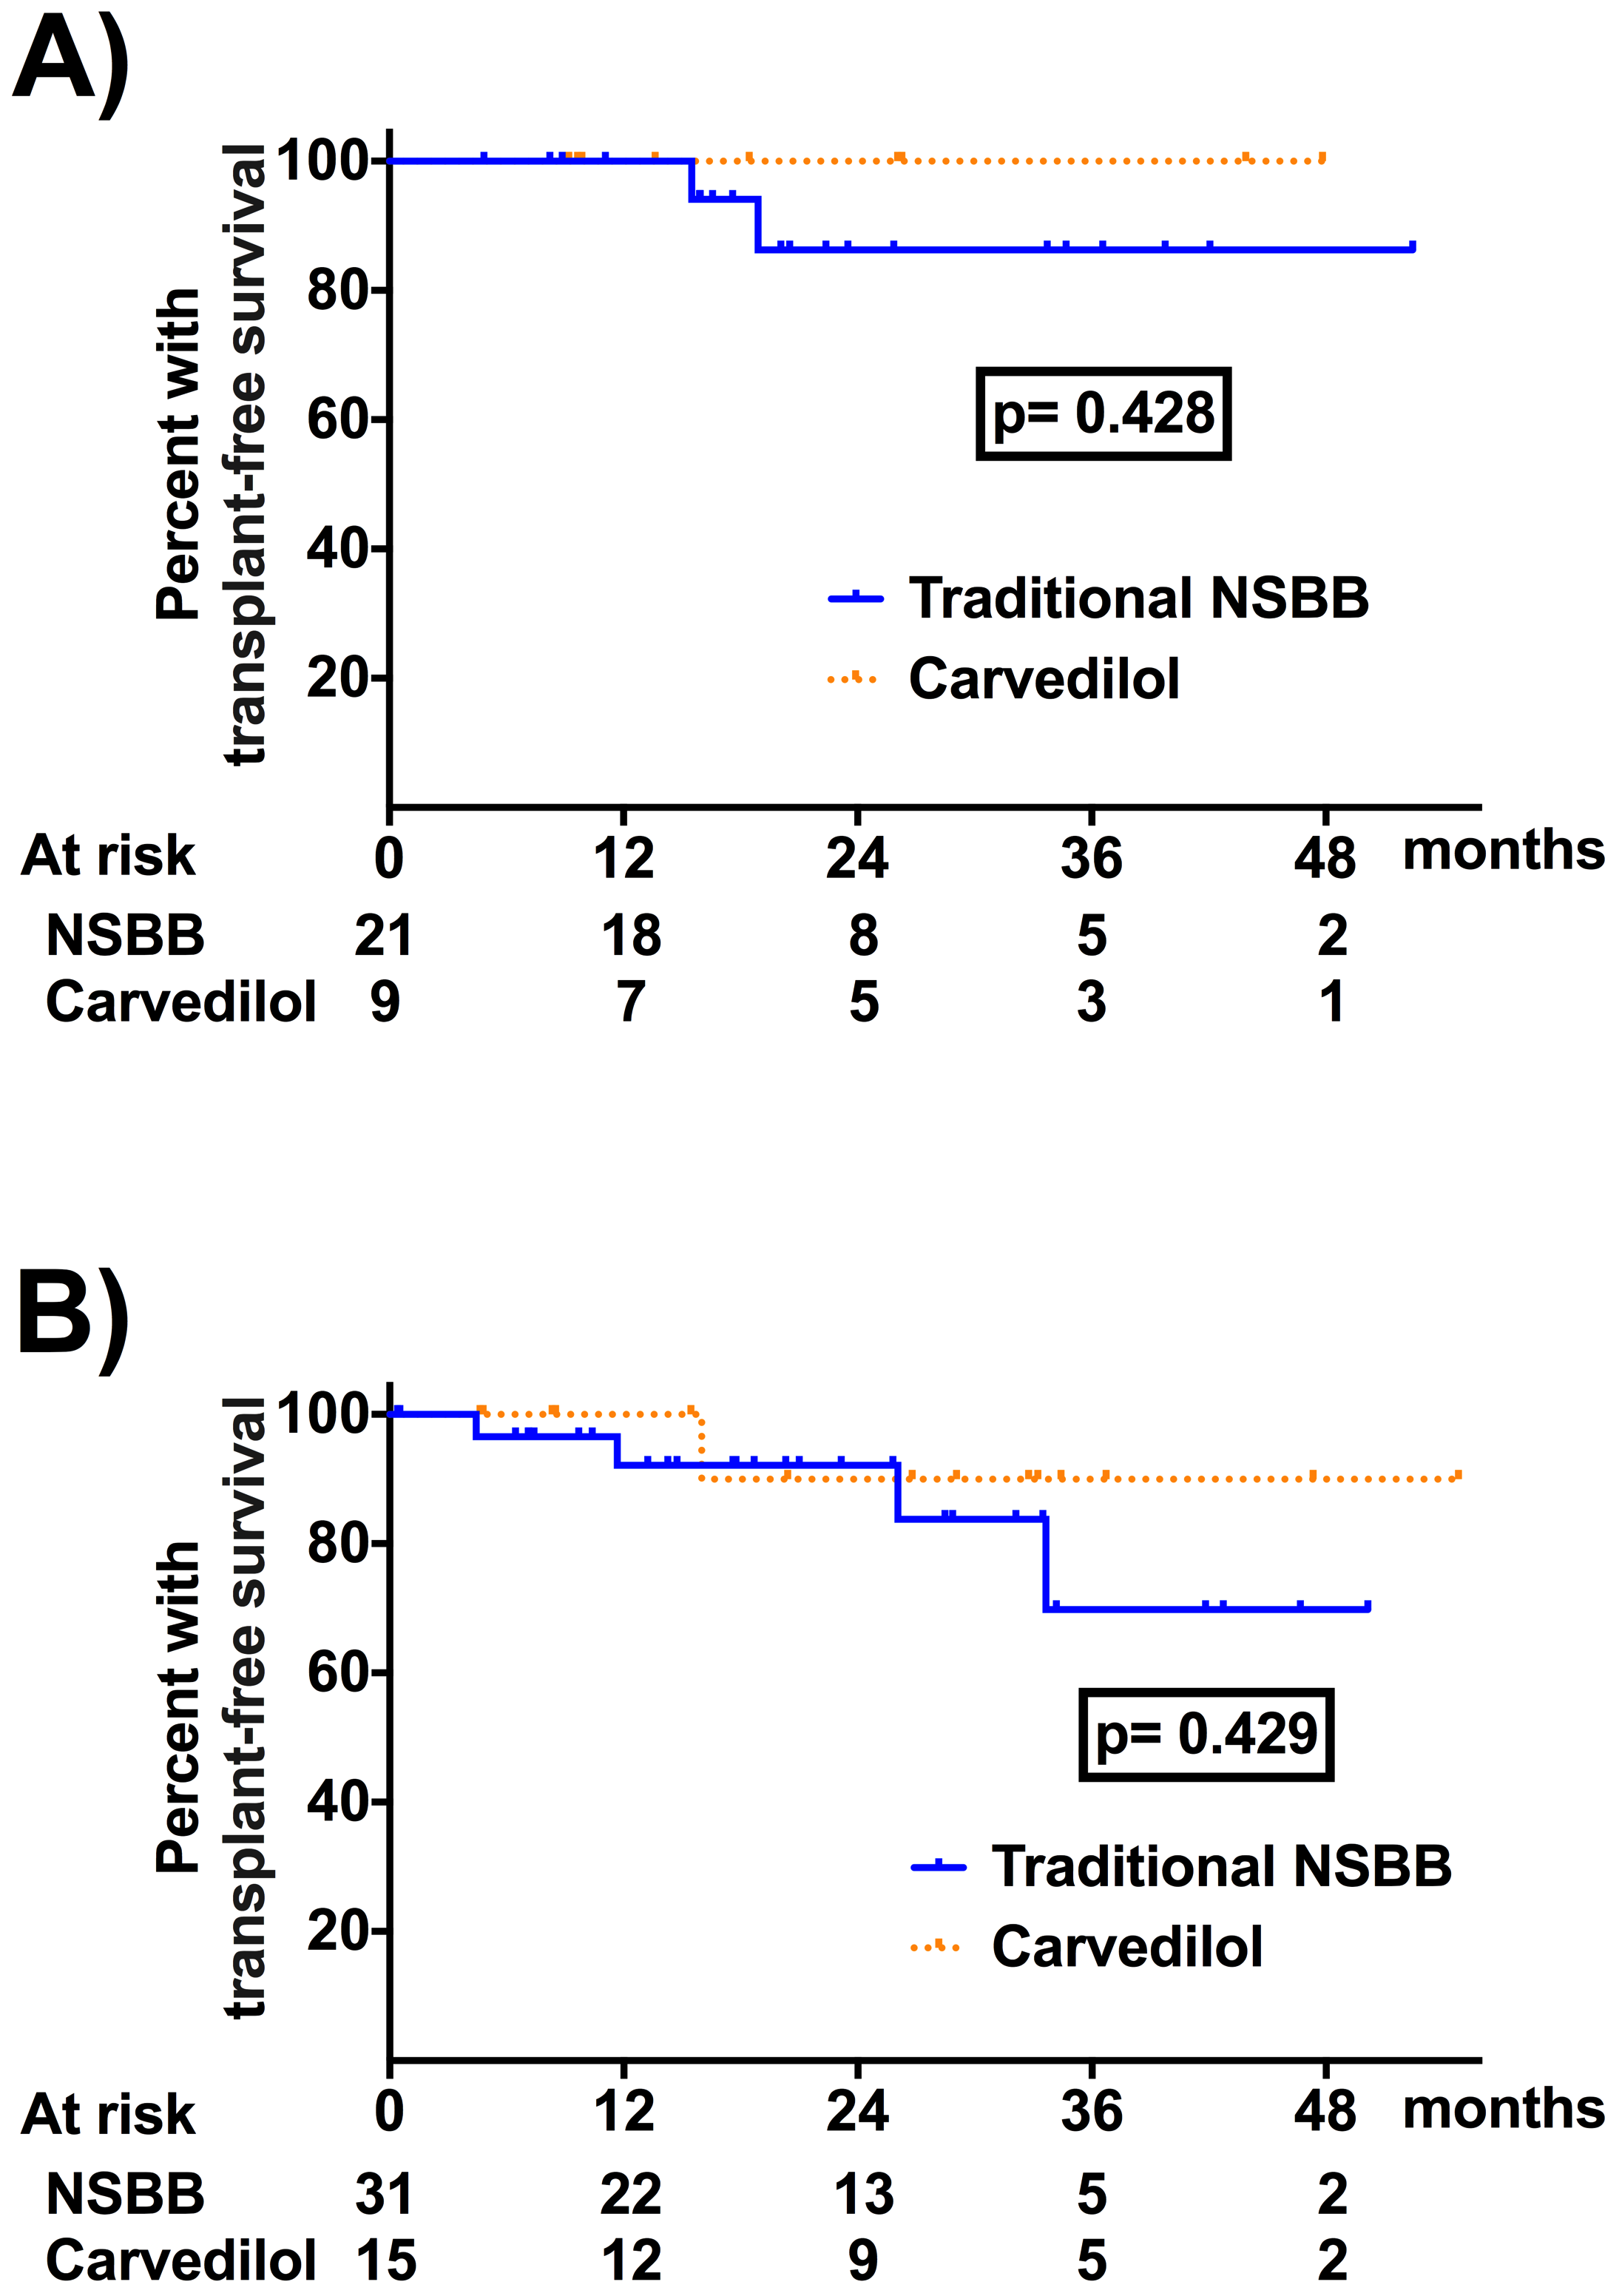 A)
Percent with
transplant-free survival
100
80
60
40
20
p= 0.428
Traditional NSBB
Carvedilol
At risk 0 12 24 36 48 months
NSBB 21 18 8 5 2
Carvedilol 9 7 5 3 1
B)
Percent with
transplant-free survival
100
80
60
40
20
p= 0.429
Traditional NSBB
Carvedilol
At risk 0 12 24 36 48 months
NSBB 31 22 13 5 2
Carvedilol 15 12 9 5 2